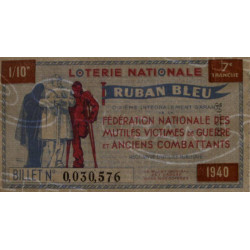 1/10e LOTERIE NATIONALE 7e
TRANCHE
RUBAN BLEU
FÉDÉRATION NATIONALE DES
MUTILÉS VICTIMES DE GUERRE
ET ANCIENS COMBATTANTS
BILLET No 0,030,576 1940